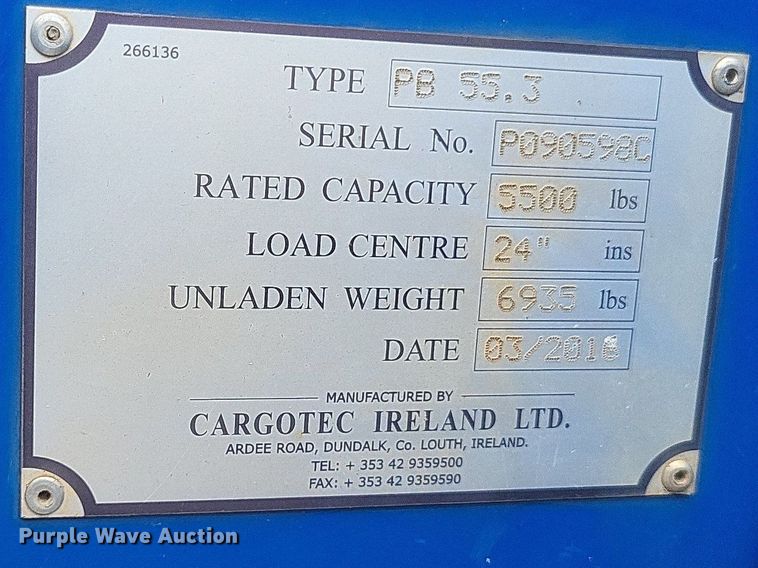 266136
TYPE PB 55.3
SERIAL No. P090598C
RATED CAPACITY 5500 lbs
LOAD CENTRE 24" ins
UNLADEN WEIGHT 6935 lbs
DATE
MANUFACTURED BY
CARGOTEC IRELAND LTD.
ARDEE ROAD, DUNDALK, Co. LOUTH, IRELAND.
TEL: + 353 42 9359500
FAX: + 353 42 9359590
Purple Wave Auction